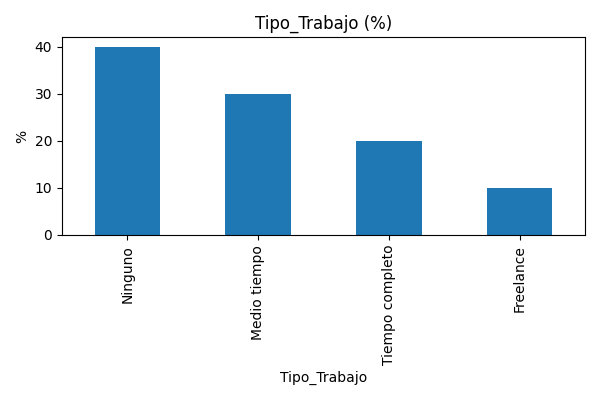 Tipo_Trabajo (%)
%
40
30
20
10
0
Ninguno
Medio tiempo
Tiempo completo
Freelance
Tipo_Trabajo